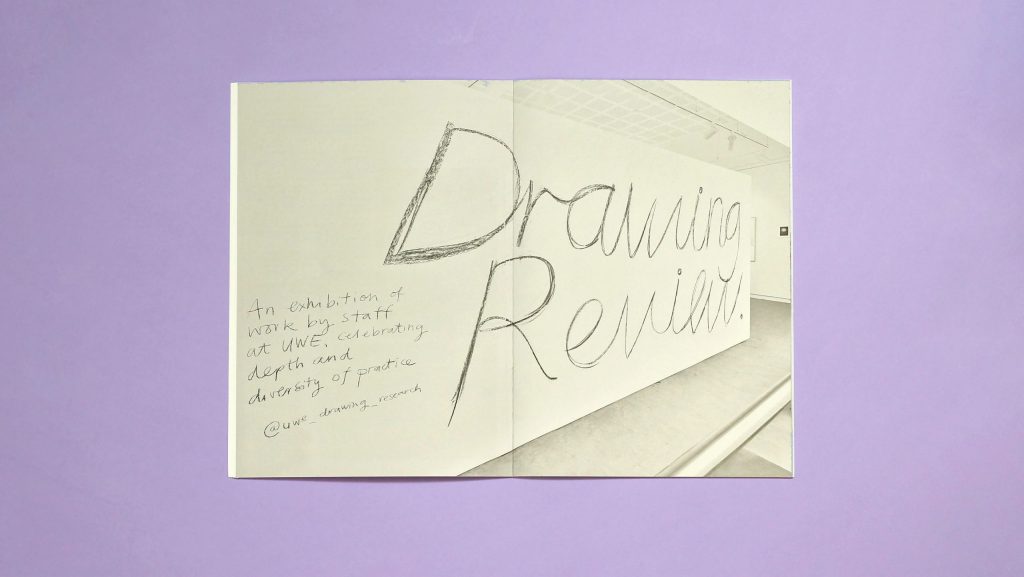 Drawing
Review.
An exhibition of
work by staff
at UWE. celebrating
depth and
diversity of practice
@uwe_drawing_research